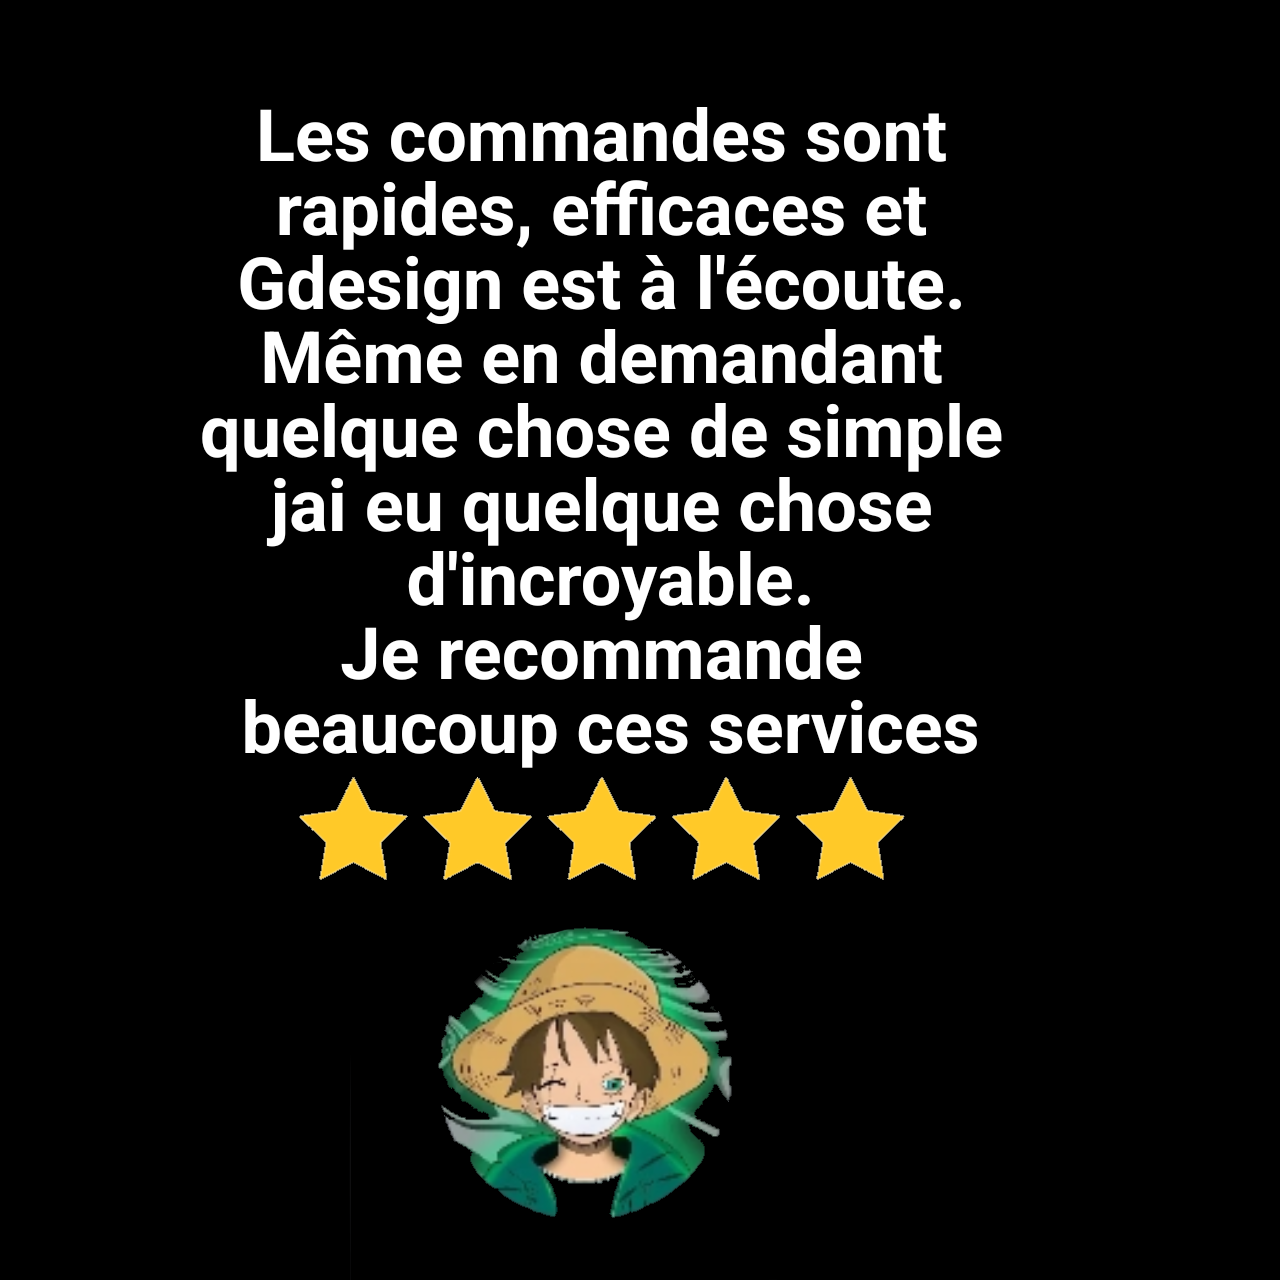 Les commandes sont
rapides, efficaces et
Gdesign est à l'écoute.
Même en demandant
quelque chose de simple
jai eu quelque chose
d'incroyable.
Je recommande
beaucoup ces services